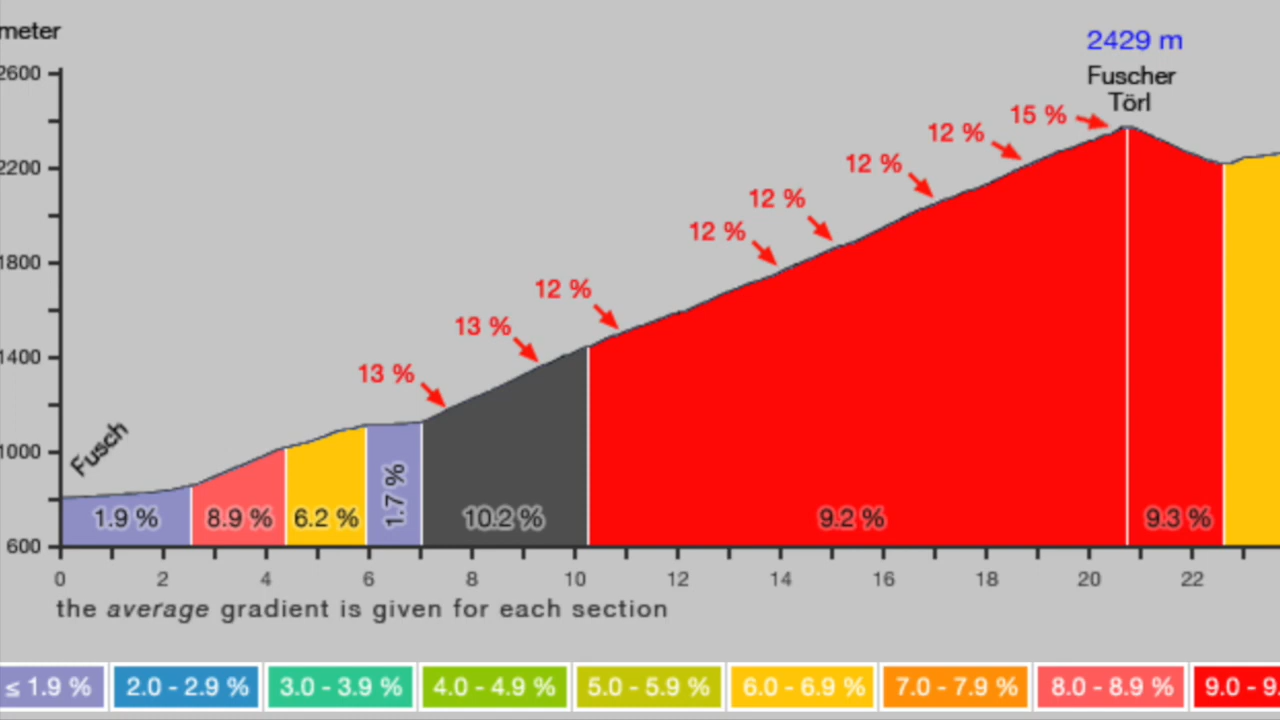 meter
2429 m
Fuscher
Törl
2600
2200
1800
1400
1000
600
15 %
12 %
12 %
12 %
12 %
12 %
13 %
13 %
Fusch
1.9 %
8.9 %
6.2 %
1.7 %
10.2 %
9.2 %
9.3 %
0 2 4 6 8 10 12 14 16 18 20 22
the average gradient is given for each section
≤ 1.9 % 2.0 - 2.9 % 3.0 - 3.9 % 4.0 - 4.9 % 5.0 - 5.9 % 6.0 - 6.9 % 7.0 - 7.9 % 8.0 - 8.9 % 9.0 - 9.